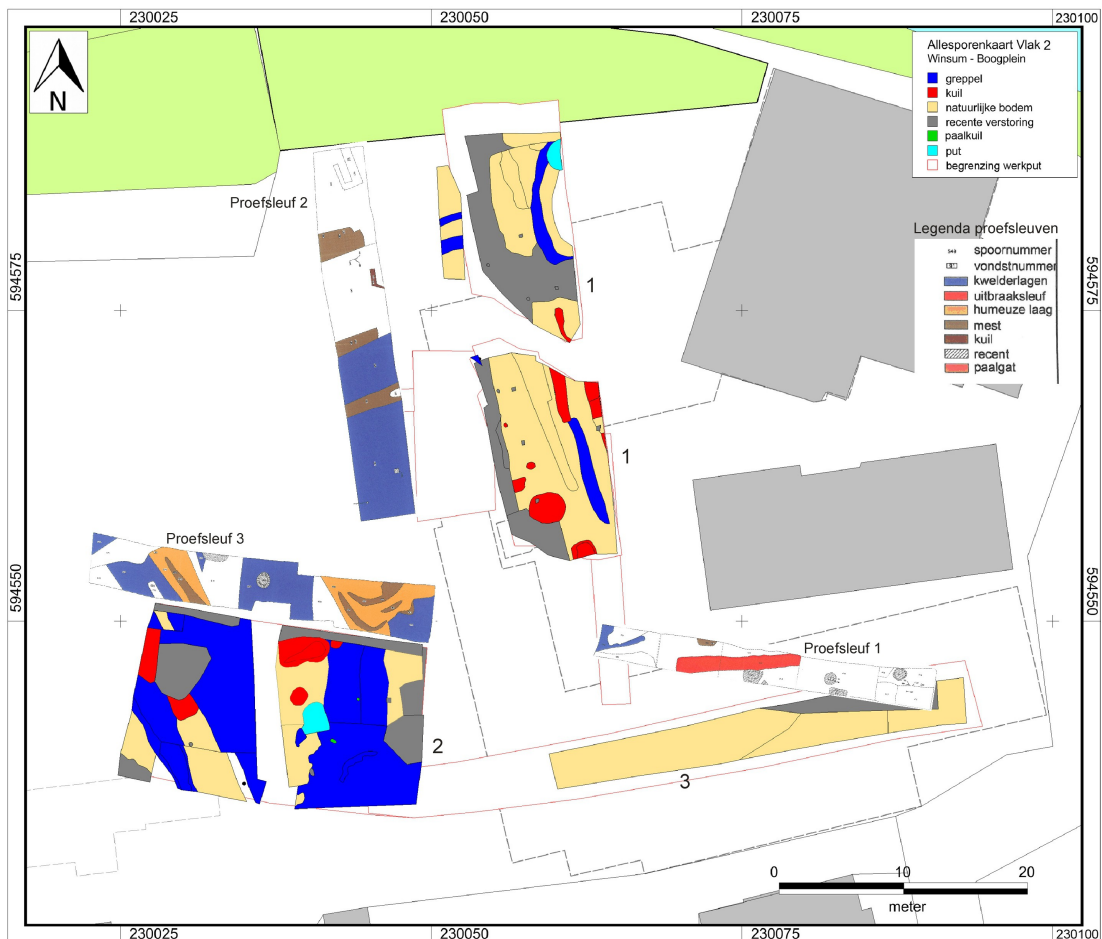 230025
230050
230075
230100
Allesporenkaart Vlak 2
Winsum - Boogplein
greppel
kuil
natuurlijke bodem
recente verstoring
paalkuil
put
begrenzing werkput
N
Proefsleuf 2
Legenda proefsleuven
spoornummer
vondstnummer
kwelderlagen
uitbraaksleuf
humeuze laag
mest
kuil
recent
paalgat
594575
594575
1
1
Proefsleuf 3
594550
594550
Proefsleuf 1
2
3
0 10 20
meter
230025
230050
230075
230100